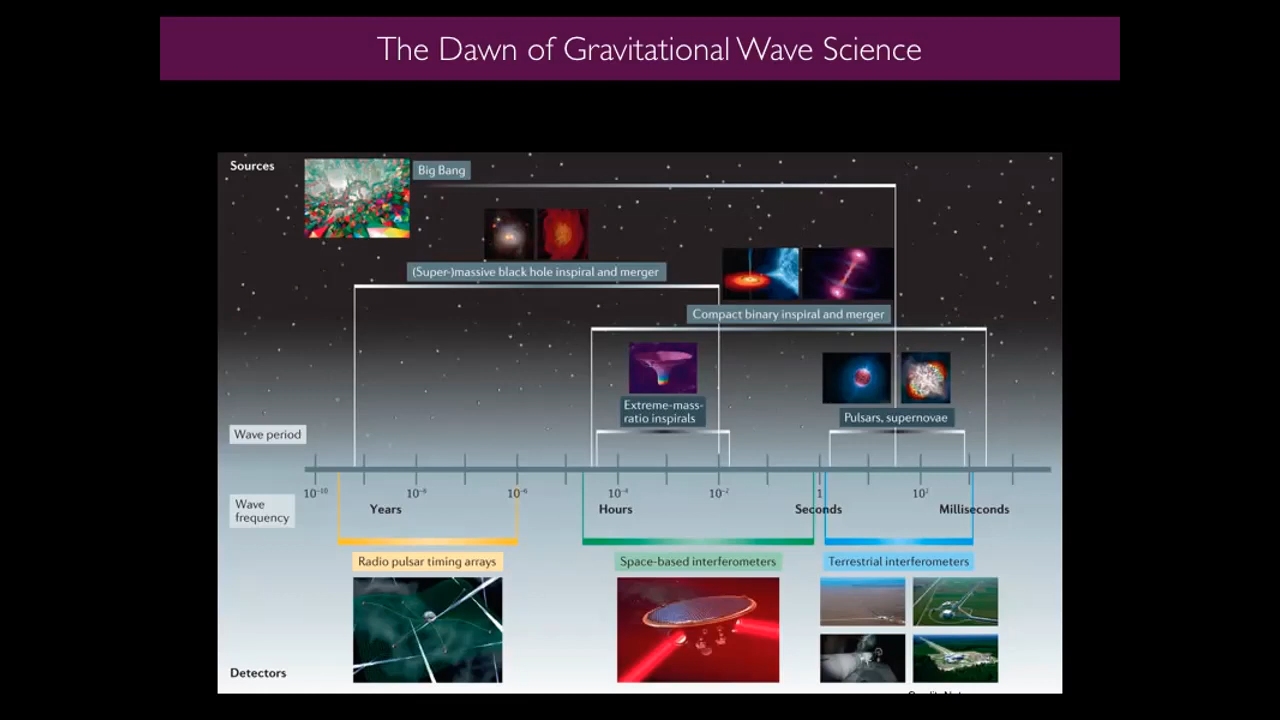 The Dawn of Gravitational Wave Science
Sources
Big Bang
(Super-)massive black hole inspiral and merger
Compact binary inspiral and merger
Extreme-mass-
ratio inspirals
Pulsars, supernovae
Wave period
10⁻¹⁰ 10⁻⁸ 10⁻⁶ 10⁻⁴ 10⁻² 1 10²
Wave
frequency
Years Hours Seconds Milliseconds
Radio pulsar timing arrays
Space-based interferometers
Terrestrial interferometers
Detectors